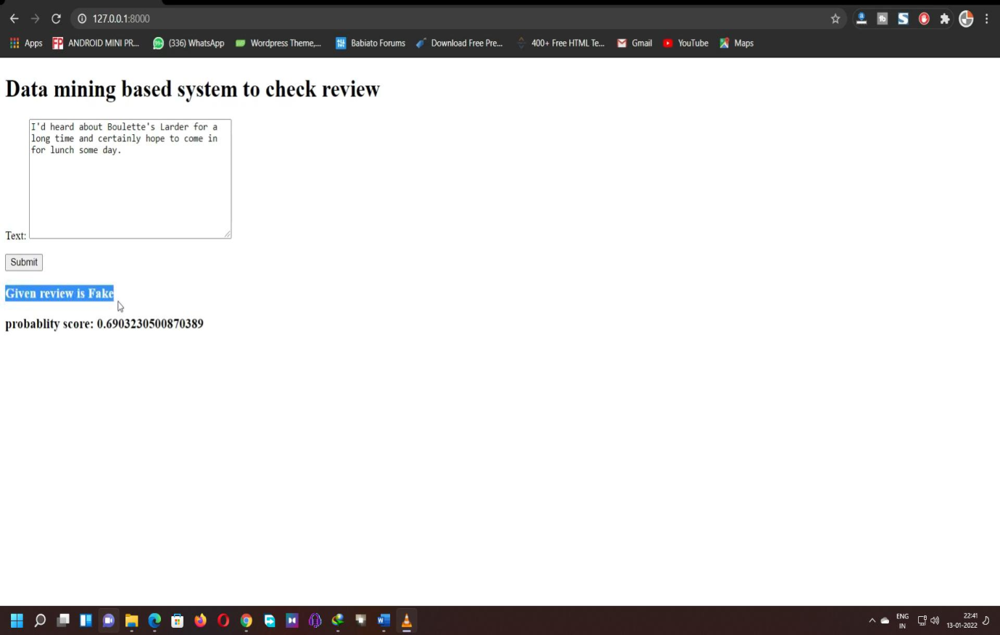 127.0.0.1:8000
Apps
ANDROID MINI PR...
(336) WhatsApp
Wordpress Theme,...
Babiato Forums
Download Free Pre...
400+ Free HTML Te...
Gmail
YouTube
Maps
Data mining based system to check review
I'd heard about Boulette's Larder for a
long time and certainly hope to come in
for lunch some day.
Text:
Submit
Given review is Fake
probablity score: 0.6903230500870389
ENG
IN
22:41
13-01-2022